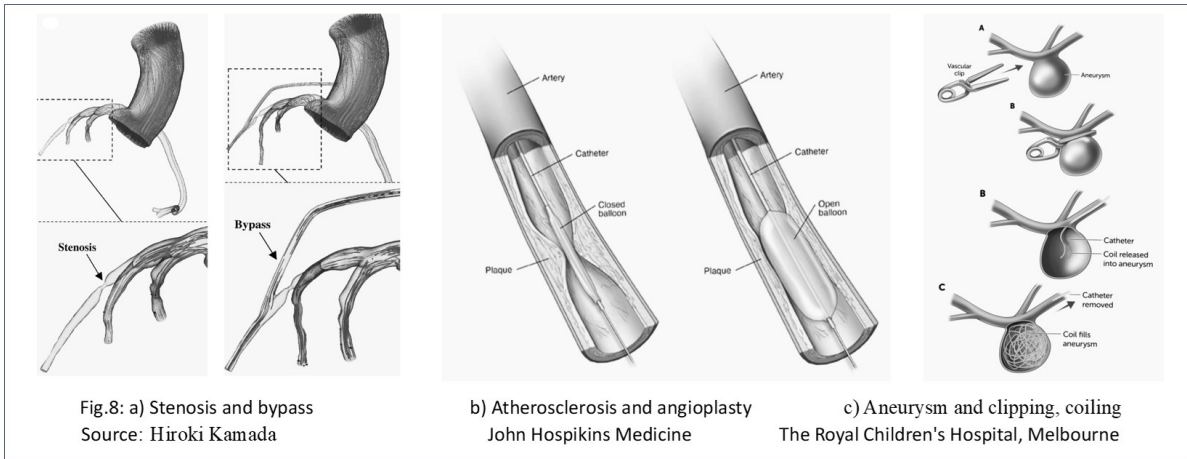 Stenosis
Bypass
Artery
Catheter
Closed
balloon
Plaque
Artery
Catheter
Open
balloon
Plaque
A
Vascular
clip
Aneurysm
B
B
Catheter
Coil released
into aneurysm
C
Catheter
removed
Coil fills
aneurysm
Fig.8: a) Stenosis and bypass
Source: Hiroki Kamada
b) Atherosclerosis and angioplasty
John Hospikins Medicine
c) Aneurysm and clipping, coiling
The Royal Children's Hospital, Melbourne